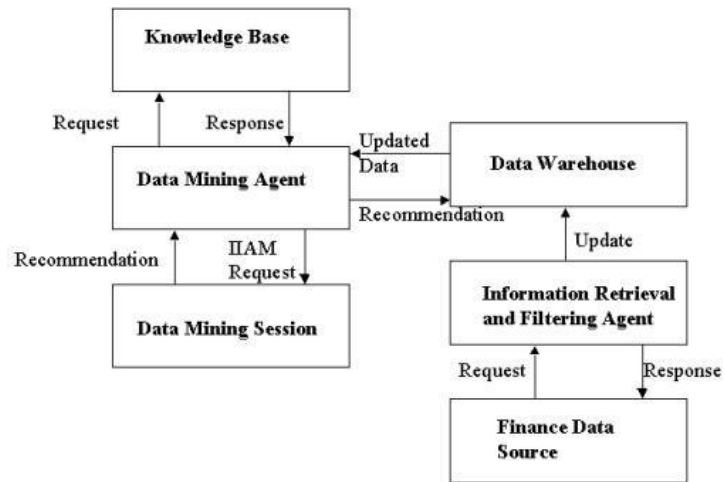 Knowledge Base
Request
Response
Updated
Data
Data Mining Agent
Data Warehouse
Recommendation
Recommendation
IIAM
Request
Update
Data Mining Session
Information Retrieval
and Filtering Agent
Request
Response
Finance Data
Source